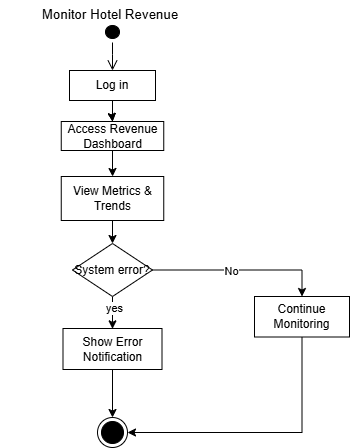 Monitor Hotel Revenue
Log in
Access Revenue
Dashboard
View Metrics &
Trends
System error?
No
yes
Continue
Monitoring
Show Error
Notification